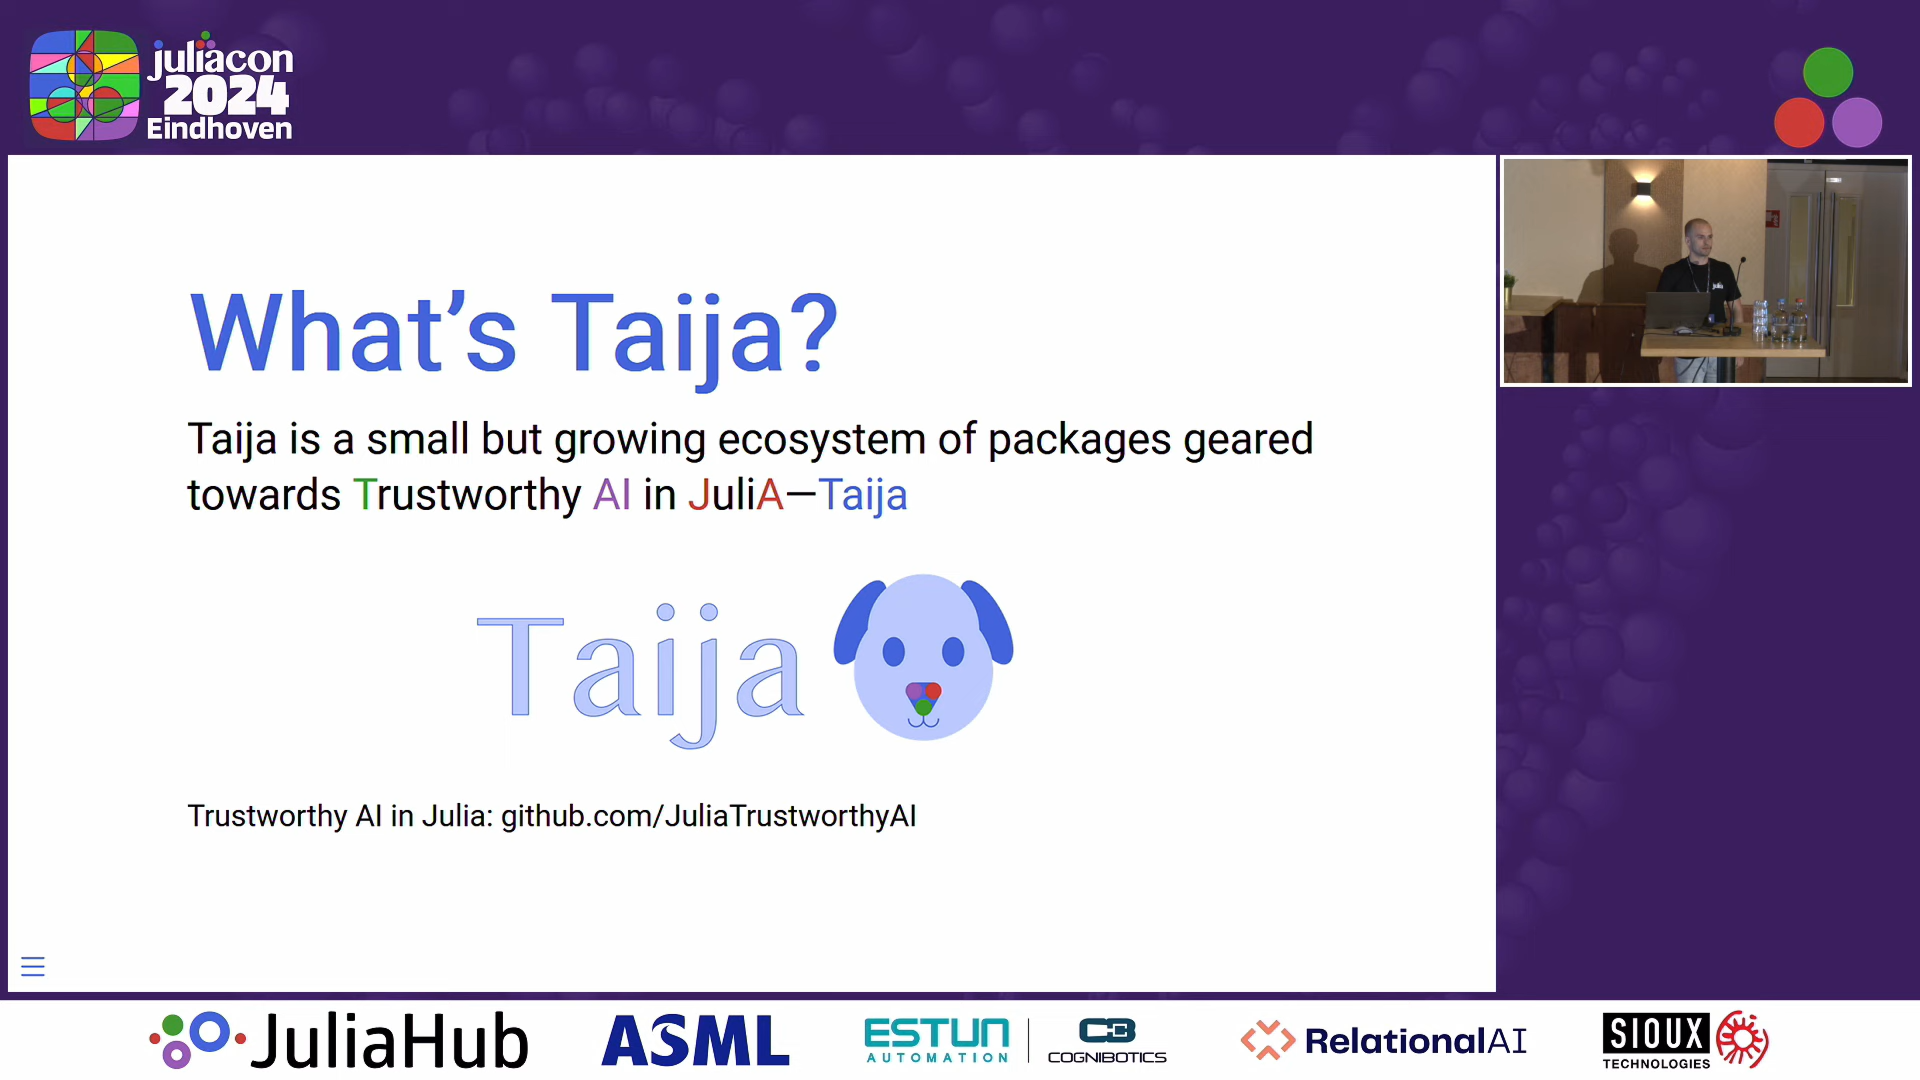 juliacon
2024
Eindhoven
What's Taija?
Taija is a small but growing ecosystem of packages geared
towards Trustworthy AI in JuliA—Taija
Taija
Trustworthy AI in Julia: github.com/JuliaTrustworthyAI
julia
JuliaHub
ASML
ESTUN
AUTOMATION
COGNIBOTICS
RelationalAI
SIOUX
TECHNOLOGIES